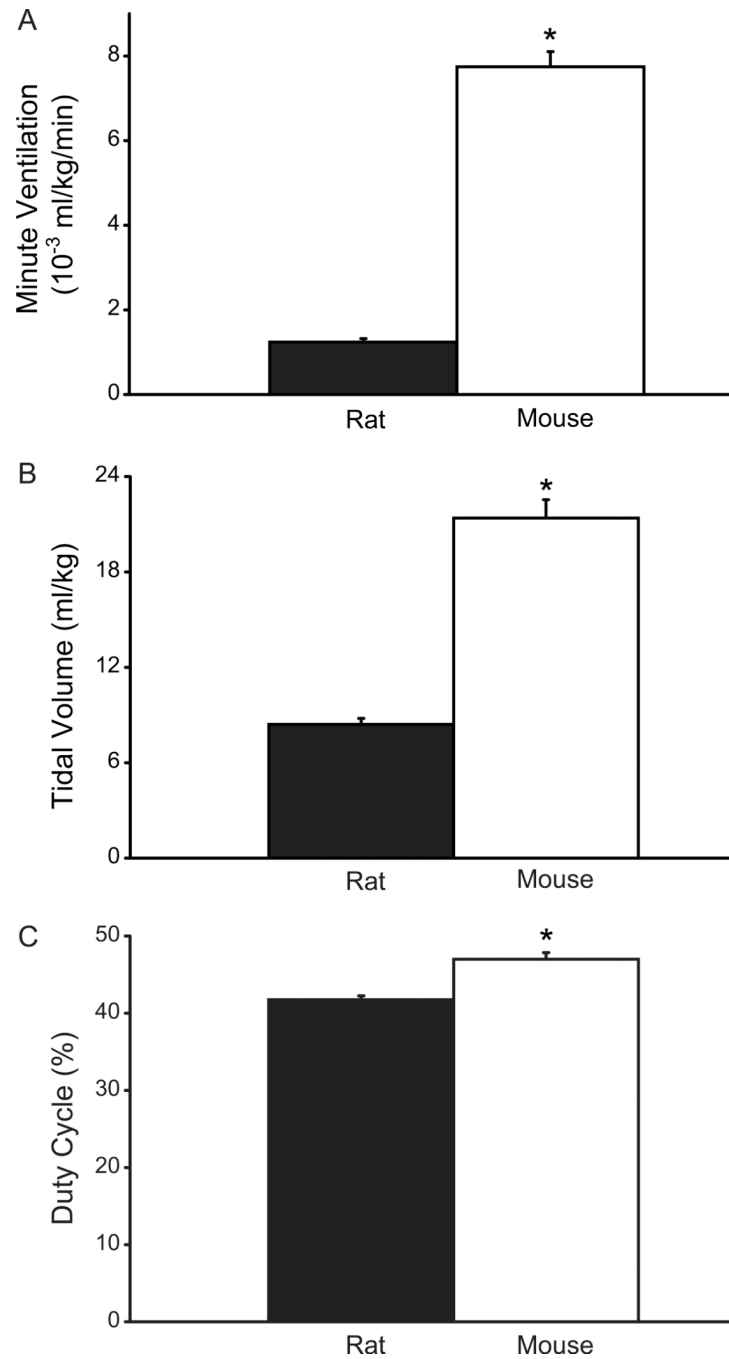 A
Minute Ventilation
(10⁻³ ml/kg/min)
8
6
4
2
0
*
Rat
Mouse
B
Tidal Volume (ml/kg)
24
18
12
6
0
*
Rat
Mouse
C
Duty Cycle (%)
50
40
30
20
10
0
*
Rat
Mouse